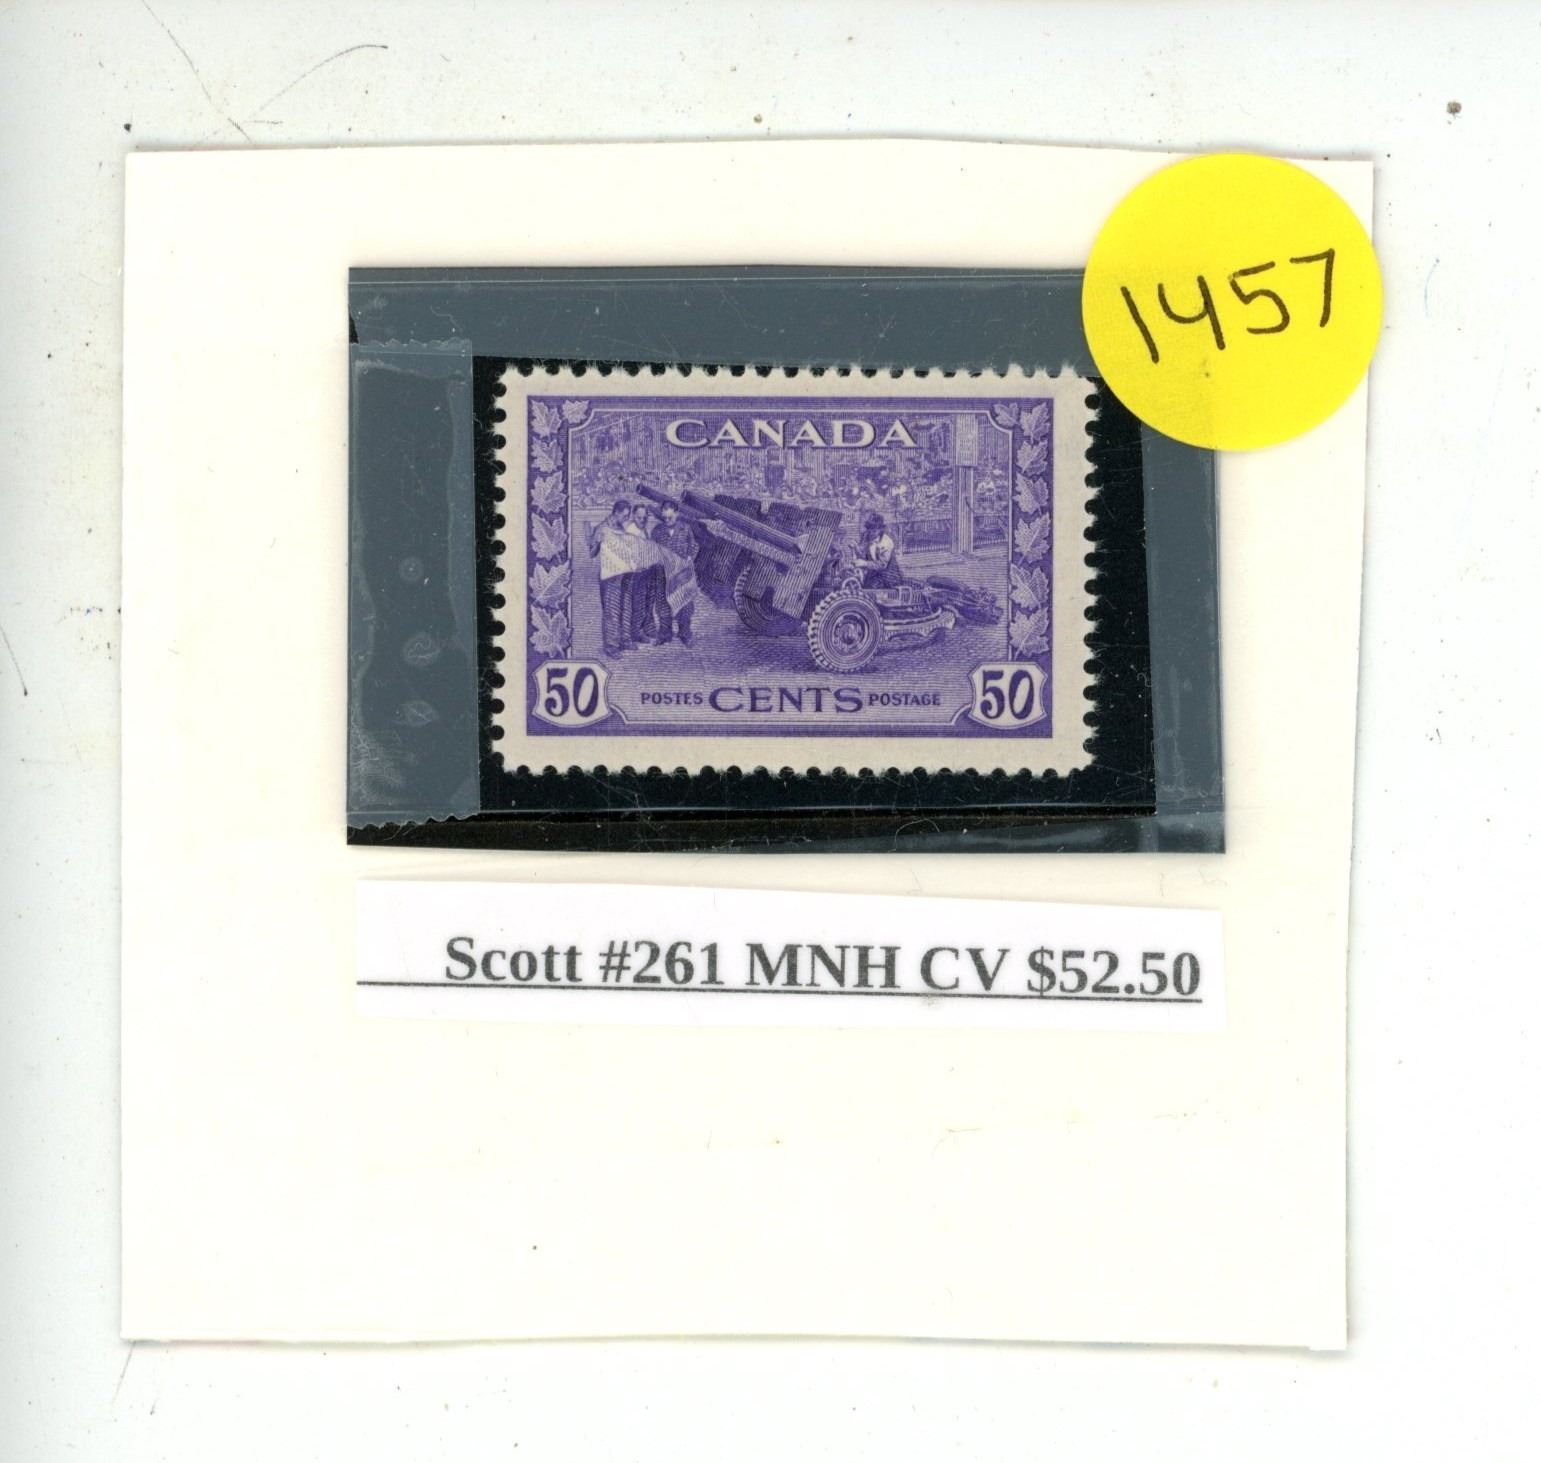 1457
CANADA
50 POSTES CENTS POSTAGE 50
Scott #261 MNH CV $52.50